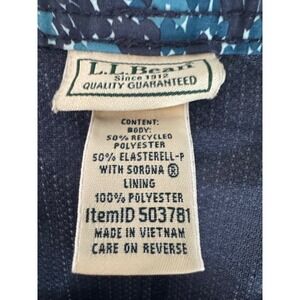 L.L.Bean
Since 1912
QUALITY GUARANTEED
CONTENT:
BODY:
50% RECYCLED
POLYESTER
50% ELASTERELL-P
WITH SORONA ®
LINING
100% POLYESTER
ItemID 503781
MADE IN VIETNAM
CARE ON REVERSE